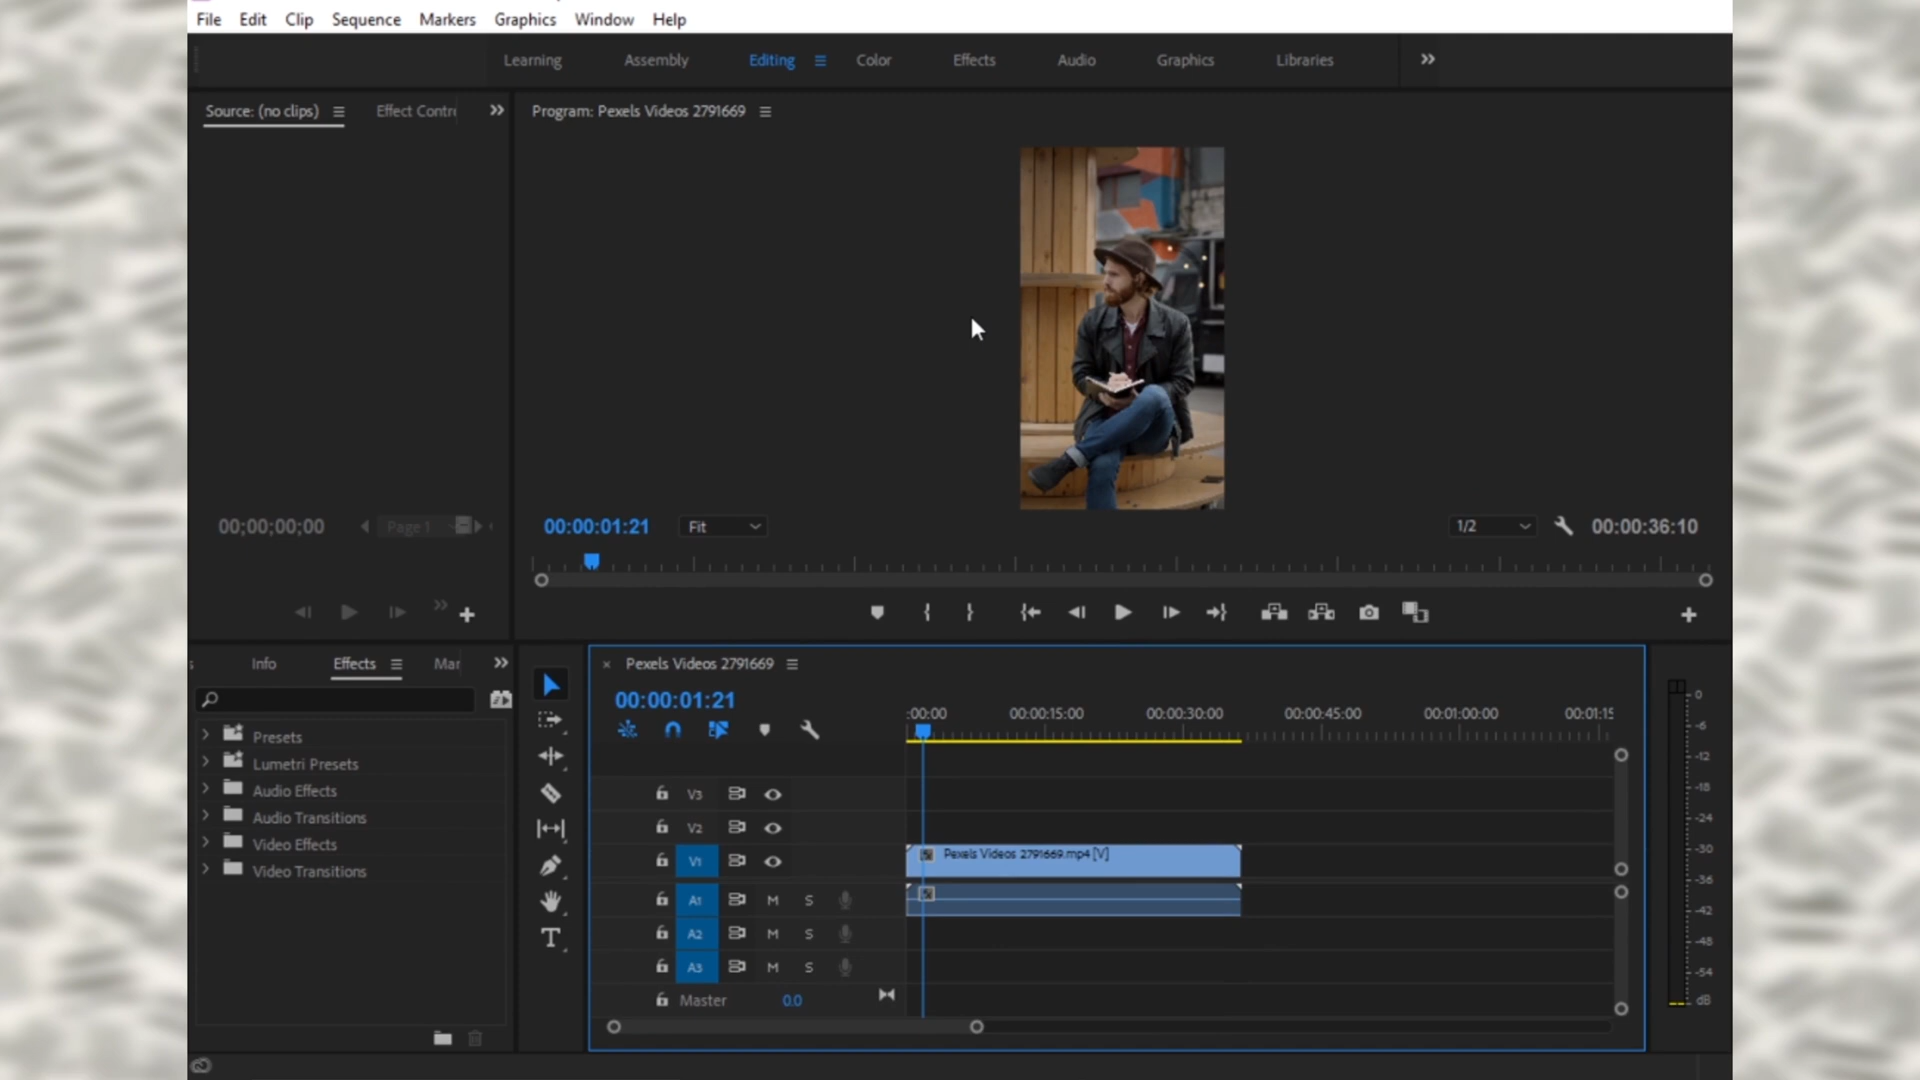 File Edit Clip Sequence Markers Graphics Window Help
Learning Assembly Editing Color Effects Audio Graphics Libraries
Source: (no clips) Effect Contr Program: Pexels Videos 2791669
00;00;00;00 Page 1 00:00:01:21 Fit 1/2 00:00:36:10
Info Effects Mar
Presets
Lumetri Presets
Audio Effects
Audio Transitions
Video Effects
Video Transitions
Pexels Videos 2791669
00:00:01:21
:00:00 00:00:15:00 00:00:30:00 00:00:45:00 00:01:00:00 00:01:15
V3
V2
V1 Pexels Videos 2791669.mp4 [V]
A1 M S
A2 M S
A3 M S
Master 0.0
0
-6
-12
-18
-24
-30
-36
-42
-48
-54
dB